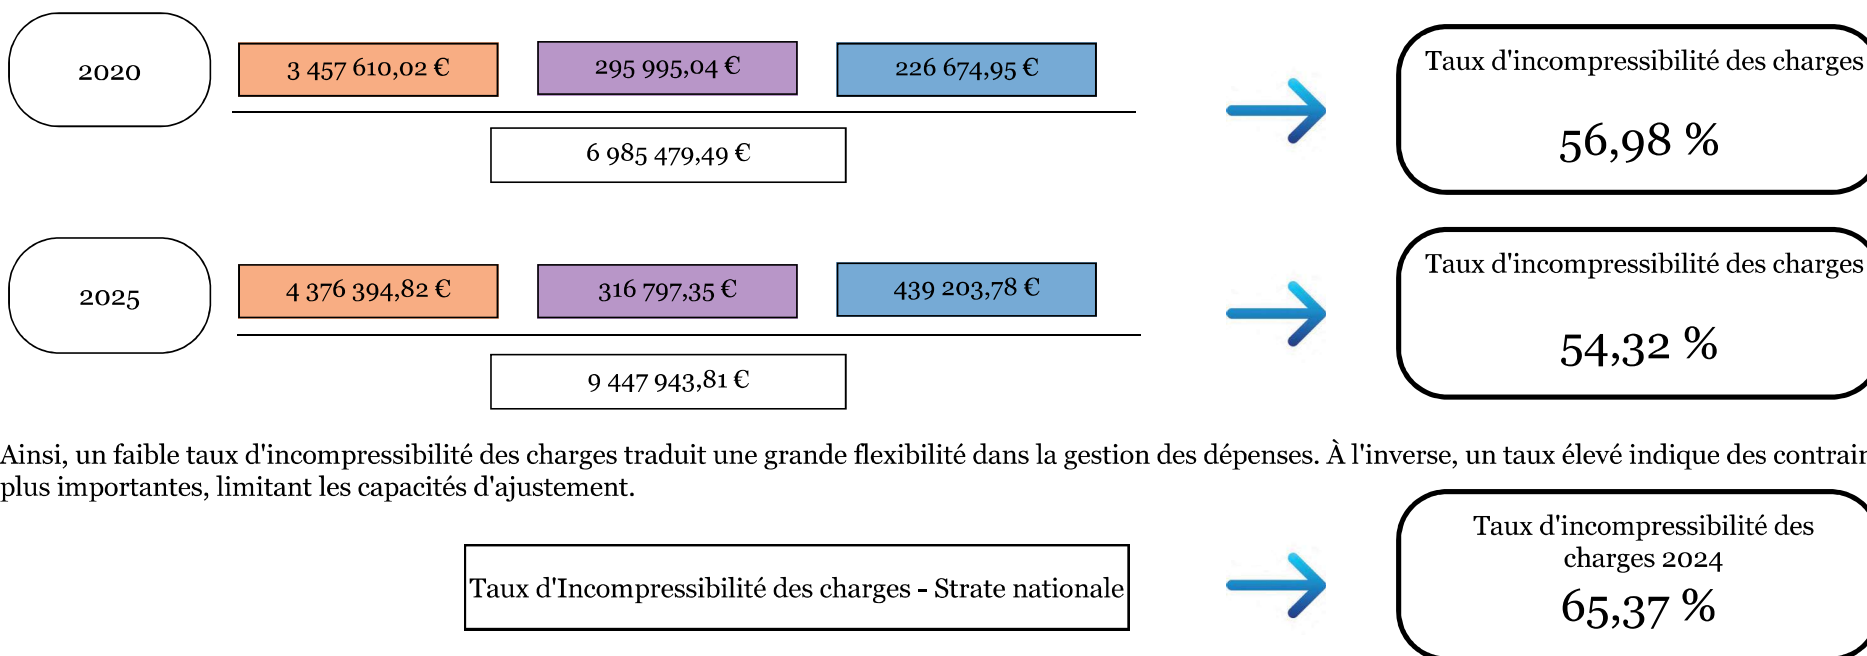 2020
3 457 610,02 €
295 995,04 €
226 674,95 €
6 985 479,49 €
Taux d'incompressibilité des charges
56,98 %
2025
4 376 394,82 €
316 797,35 €
439 203,78 €
9 447 943,81 €
Taux d'incompressibilité des charges
54,32 %
Ainsi, un faible taux d'incompressibilité des charges traduit une grande flexibilité dans la gestion des dépenses. À l'inverse, un taux élevé indique des
plus importantes, limitant les capacités d'ajustement.
Taux d'Incompressibilité des charges - Strate nationale
Taux d'incompressibilité des
charges 2024
65,37 %